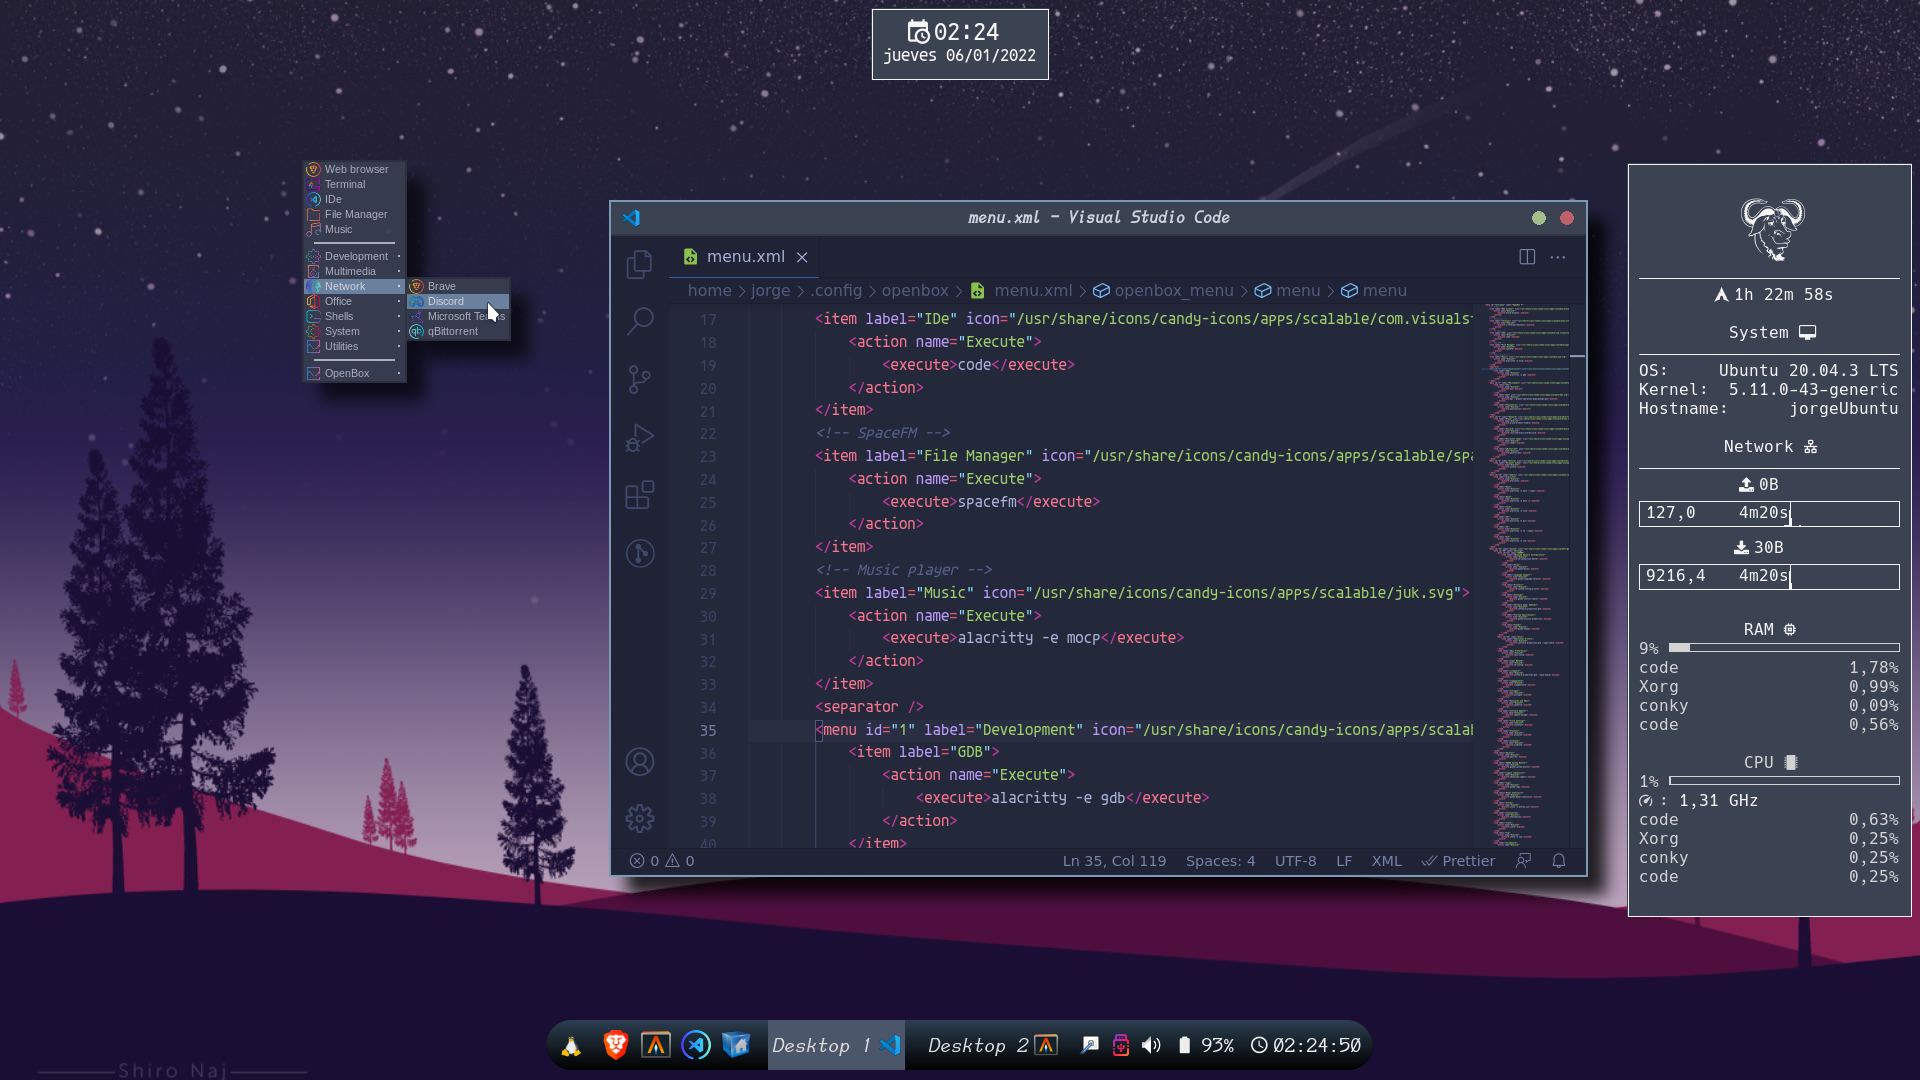 02:24
jueves 06/01/2022
Web browser
Terminal
IDe
File Manager
Music
Development
Multimedia
Network
Office
Shells
System
Utilities
OpenBox
Brave
Discord
Microsoft
qBittorrent
menu.xml - Visual Studio Code
menu.xml
home > jorge > .config > openbox > menu.xml > openbox_menu > menu > menu
17 <item label="IDe" icon="/usr/share/icons/candy-icons/apps/scalable/com.visuals
18 <action name="Execute">
19 <execute>code</execute>
20 </action>
21 </item>
22 <!-- SpaceFM -->
23 <item label="File Manager" icon="/usr/share/icons/candy-icons/apps/scalable/spa
24 <action name="Execute">
25 <execute>spacefm</execute>
26 </action>
27 </item>
28 <!-- Music player -->
29 <item label="Music" icon="/usr/share/icons/candy-icons/apps/scalable/juk.svg">
30 <action name="Execute">
31 <execute>alacritty -e mocp</execute>
32 </action>
33 </item>
34 <separator />
35 <menu id="1" label="Development" icon="/usr/share/icons/candy-icons/apps/scalab
36 <item label="GDB">
37 <action name="Execute">
38 <execute>alacritty -e gdb</execute>
39 </action>
40 </item>
0 0
Ln 35, Col 119 Spaces: 4 UTF-8 LF XML Prettier
1h 22m 58s
System
OS: Ubuntu 20.04.3 LTS
Kernel: 5.11.0-43-generic
Hostname: jorgeUbuntu
Network
0B
127,0 4m20s
30B
9216,4 4m20s
RAM
9%
code 1,78%
Xorg 0,99%
conky 0,09%
code 0,56%
CPU
1%
: 1,31 GHz
code 0,63%
Xorg 0,25%
conky 0,25%
code 0,25%
Desktop 1 Desktop 2 93% 02:24:50
Shiro Naj